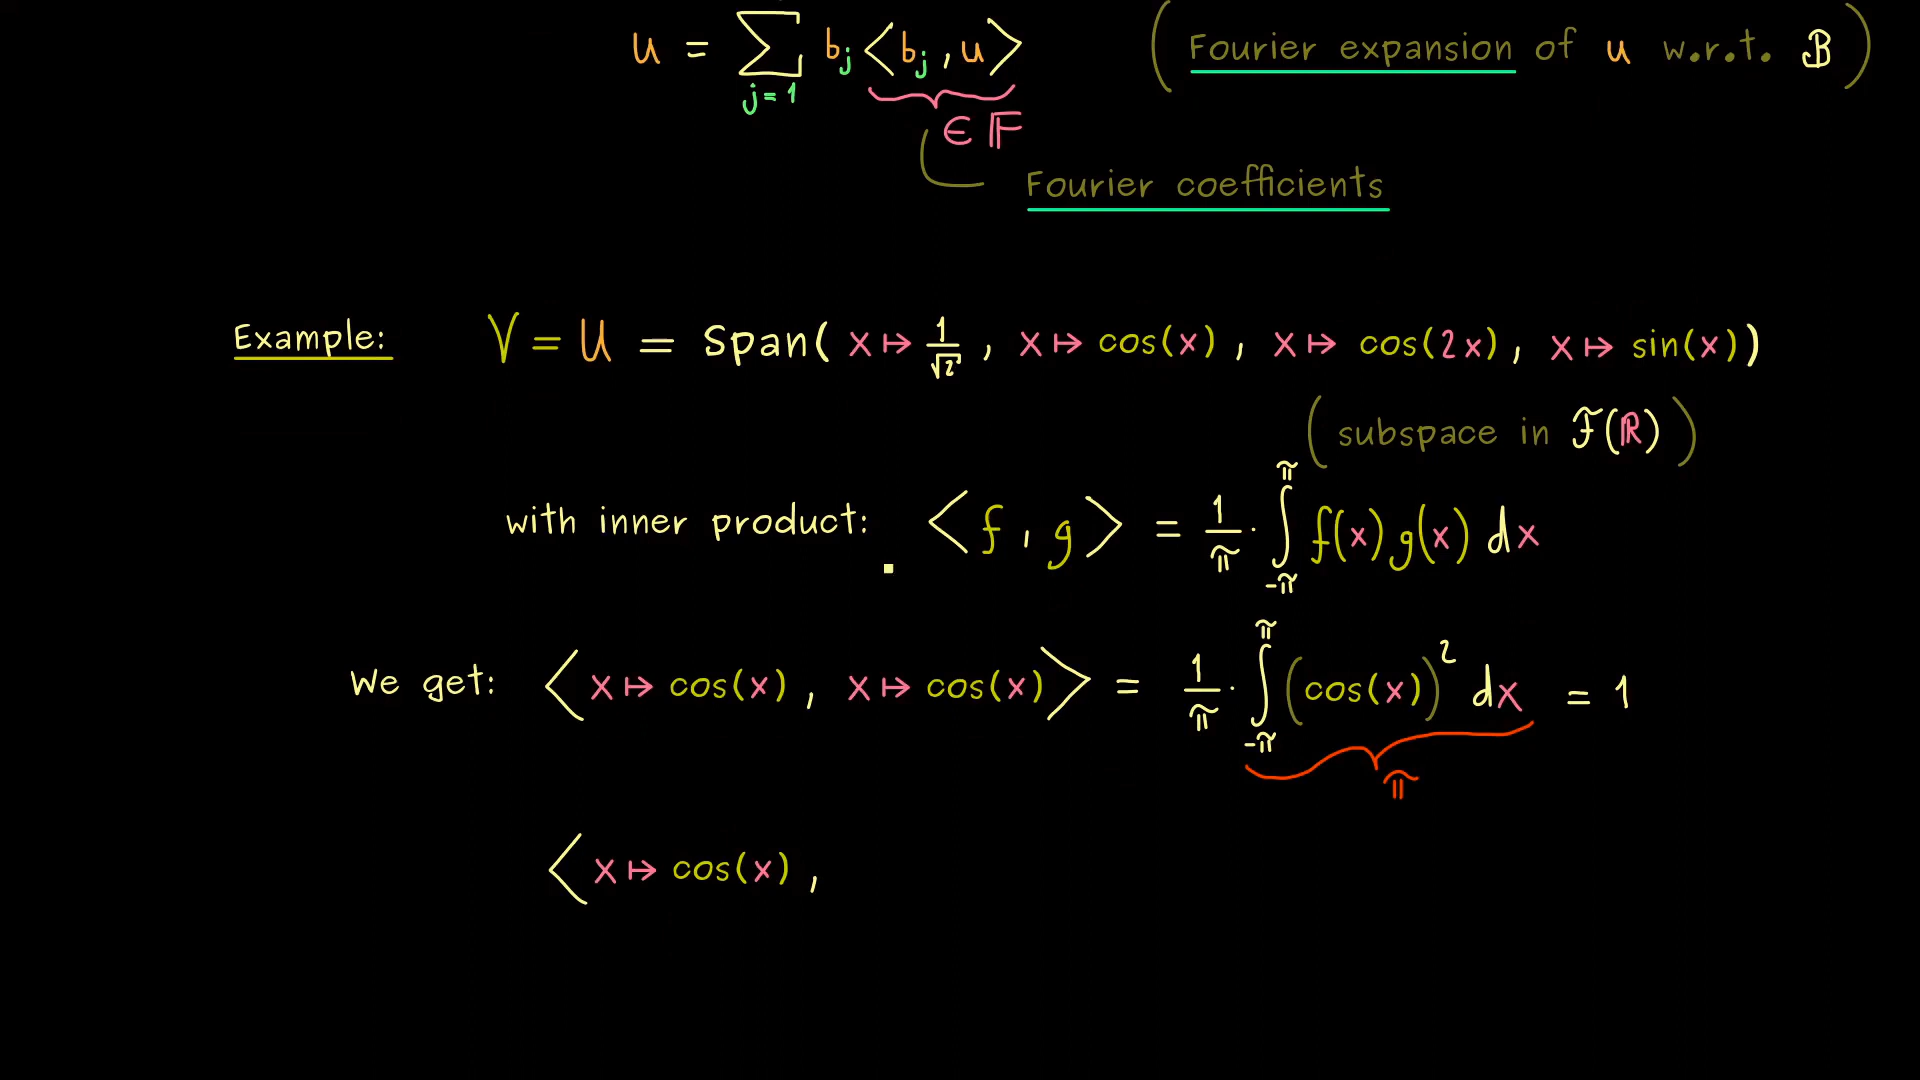 u = ∑_{j=1} b_j ⟨b_j, u⟩ (Fourier expansion of u w.r.t. B)
∈ 𝔽
Fourier coefficients
Example: V = U = Span( x ↦ 1/√2 , x ↦ cos(x) , x ↦ cos(2x) , x ↦ sin(x) )
(subspace in ℱ(ℝ))
with inner product: ⟨f , g⟩ = 1/π · ∫_{-π}^{π} f(x) g(x) dx
We get: ⟨x ↦ cos(x) , x ↦ cos(x)⟩ = 1/π · ∫_{-π}^{π} (cos(x))² dx = 1
π
⟨x ↦ cos(x) ,